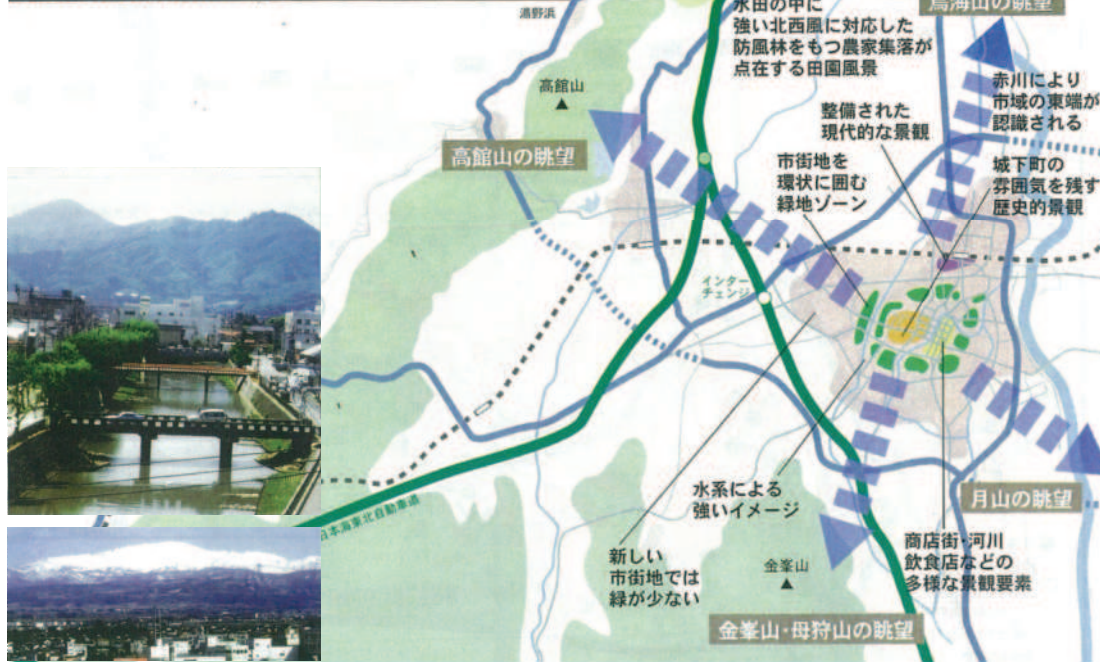 湯野浜
水田の中に
強い北西風に対応した
防風林をもつ農家集落が
点在する田園風景
鳥海山の眺望
高館山
赤川により
市域の東端が
認識される
整備された
現代的な景観
高館山の眺望
市街地を
環状に囲む
緑地ゾーン
城下町の
雰囲気を残す
歴史的景観
インター
チェンジ
水系による
強いイメージ
月山の眺望
日本海東北自動車道
新しい
市街地では
緑が少ない
金峯山
商店街・河川
飲食店などの
多様な景観要素
金峯山・母狩山の眺望